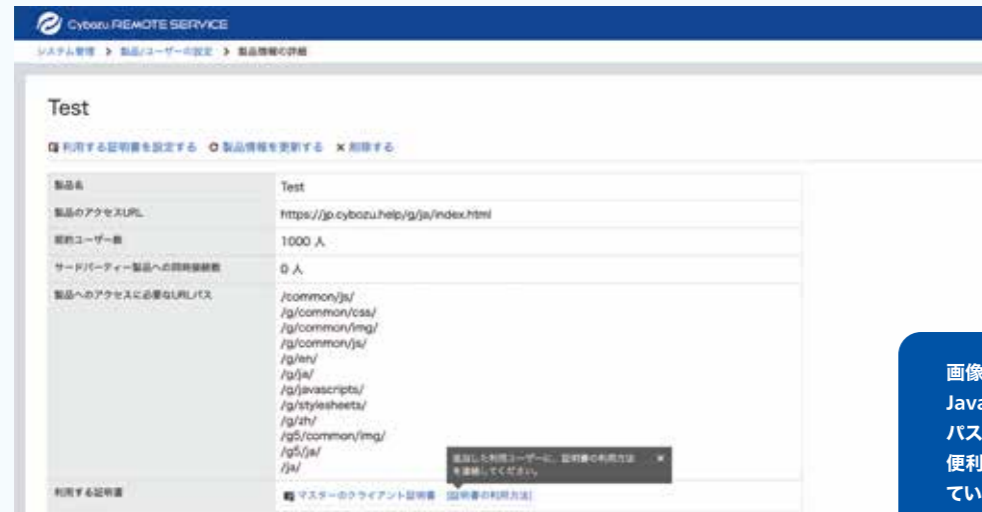 Cybozu REMOTE SERVICE
システム管理 > 製品/ユーザーの設定 > 製品情報の詳細
Test
利用する証明書を設定する 製品情報を更新する ×削除する
製品名 Test
製品のアクセスURL https://jp.cybozu.help/g/ja/index.html
契約ユーザー数 1000 人
サードパーティー製品への同時接続数 0 人
製品へのアクセスに必要なURLパス /common/js/
/g/common/css/
/g/common/img/
/g/common/js/
/g/en/
/g/ja/
/g/javascripts/
/g/stylesheets/
/g/zh/
/g5/common/img/
/g5/ja/
/ja/
追加した利用ユーザーに、証明書の利用方法 ×
を連絡してください。
利用する証明書 マスターのクライアント証明書 [証明書の利用方法]
画像
Java
パス
便利
てい